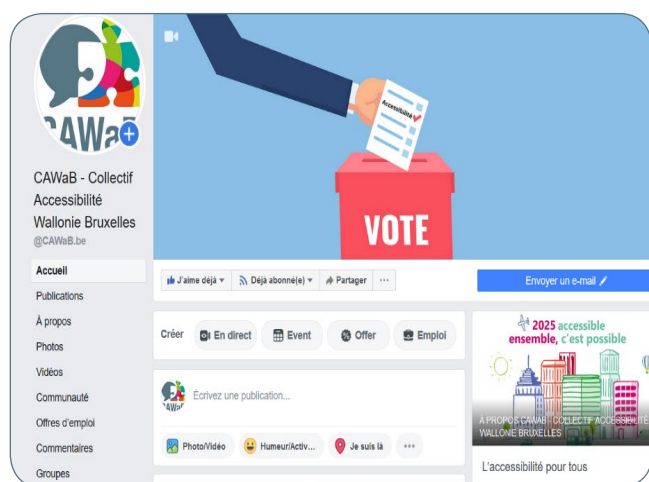 CAWaB
CAWaB - Collectif
Accessibilité
Wallonie Bruxelles
@CAWaB.be
Accueil
Publications
À propos
Photos
Vidéos
Communauté
Offres d'emploi
Commentaires
Groupes
Accessibilité
VOTE
J'aime déjà
Déjà abonné(e)
Partager
...
Envoyer un e-mail
Créer
En direct
Event
Offer
Emploi
CAWaB
Écrivez une publication...
Photo/Vidéo
Humeur/Activ...
Je suis là
...
2025 accessible
ensemble, c'est possible
À PROPOS CAWAB - COLLECTIF ACCESSIBILITÉ
WALLONIE BRUXELLES
L'accessibilité pour tous